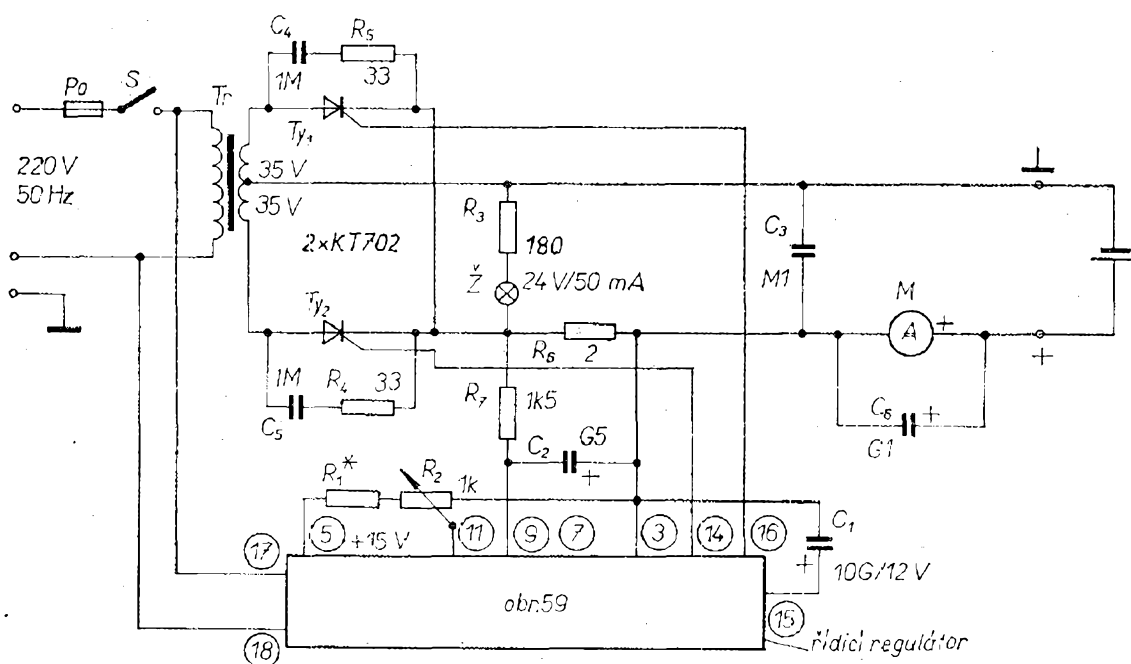 C4
R5
1M
33
Po
S
Tr
Ty1
220 V
50 Hz
35 V
35 V
2×KT702
R3
180
Ž
24 V/50 mA
C3
M1
M
A
+
+
Ty2
R6
2
1M
R4
33
C5
R7
1k5
C2
G5
+
C6
+
G1
R1*
R2
1k
5
+15 V
11
9
7
3
14
16
C1
+
10G/12 V
17
18
15
obr.59
řídicí regulátor